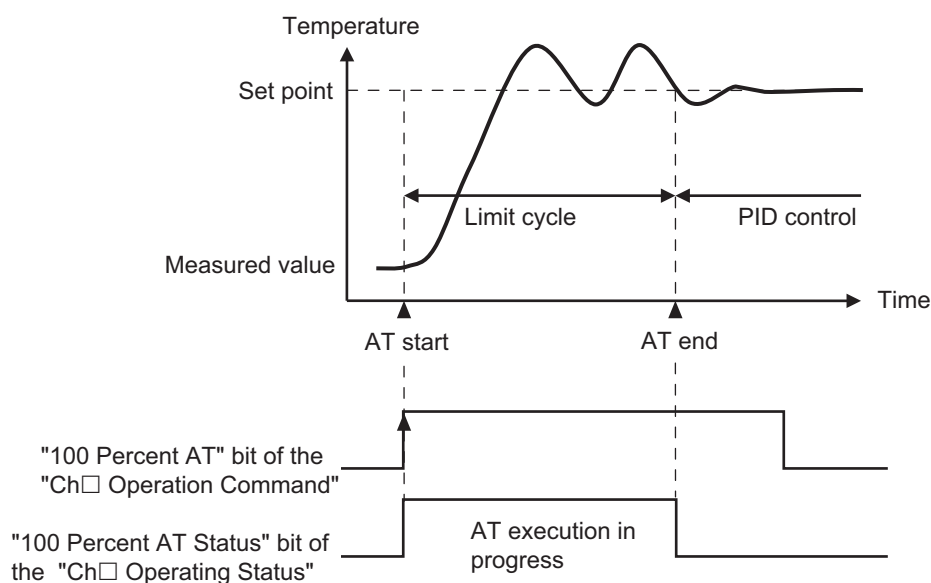 Temperature
Set point
Limit cycle
PID control
Measured value
Time
AT start
AT end
"100 Percent AT" bit of the
"Ch□ Operation Command"
"100 Percent AT Status" bit of
the "Ch□ Operating Status"
AT execution in
progress